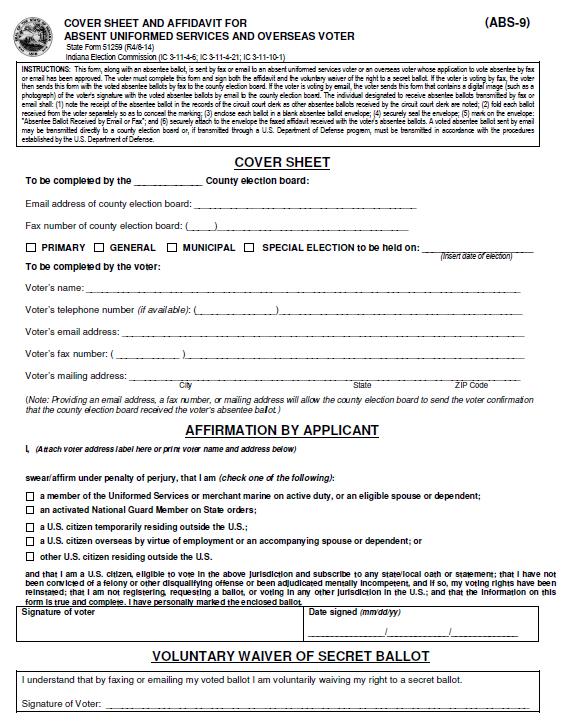 COVER SHEET AND AFFIDAVIT FOR (ABS-9)
ABSENT UNIFORMED SERVICES AND OVERSEAS VOTER
State Form 51259 (R4/8-14)
Indiana Election Commission (IC 3-11-4-6; IC 3-11-4-21; IC 3-11-10-1)
INSTRUCTIONS: This form, along with an absentee ballot, is sent by fax or email to an absent uniformed services voter or an overseas voter whose application to vote absentee by fax
or email has been approved. The voter must complete this form and sign both the affidavit and the voluntary waiver of the right to a secret ballot. If the voter is voting by fax, the voter
then sends this form with the voted absentee ballots by fax to the county election board. If the voter is voting by email, the voter sends this form that contains a digital image (such as a
photograph) of the voter's signature with the voted absentee ballots by email to the county election board. The individual designated to receive absentee ballots transmitted by fax or
email shall: (1) note the receipt of the absentee ballot in the records of the circuit court clerk as other absentee ballots received by the circuit court clerk are noted; (2) fold each ballot
received from the voter separately so as to conceal the marking; (3) enclose each ballot in a blank absentee ballot envelope; (4) securely seal the envelope; (5) mark on the envelope:
"Absentee Ballot Received by Email or Fax"; and (6) securely attach to the envelope the faxed affidavit received with the voter's absentee ballots. A voted absentee ballot sent by email
may be transmitted directly to a county election board or, if transmitted through a U.S. Department of Defense program, must be transmitted in accordance with the procedures
established by the U.S. Department of Defense.
COVER SHEET
To be completed by the ____________ County election board:
Email address of county election board: ____________
Fax number of county election board: (_____)____________
PRIMARY GENERAL MUNICIPAL SPECIAL ELECTION to be held on: ____________
(insert date of election)
To be completed by the voter:
Voter's name: ____________
Voter's telephone number (if available): (____________)____________
Voter's email address: ____________
Voter's fax number: (____________)____________
Voter's mailing address: ____________
City State ZIP Code
(Note: Providing an email address, a fax number, or mailing address will allow the county election board to send the voter confirmation
that the county election board received the voter's absentee ballot.)
AFFIRMATION BY APPLICANT
I, (Attach voter address label here or print voter name and address below)
swear/affirm under penalty of perjury, that I am (check one of the following):
a member of the Uniformed Services or merchant marine on active duty, or an eligible spouse or dependent;
an activated National Guard Member on State orders;
a U.S. citizen temporarily residing outside the U.S.;
a U.S. citizen overseas by virtue of employment or an accompanying spouse or dependent; or
other U.S. citizen residing outside the U.S.
and that I am a U.S. citizen, eligible to vote in the above jurisdiction and subscribe to any state/local oath or statement; that I have not
been convicted of a felony or other disqualifying offense or been adjudicated mentally incompetent, and if so, my voting rights have been
reinstated; that I am not registering, requesting a ballot, or voting in any other jurisdiction in the U.S.; and that the information on this
form is true and complete. I have personally marked the enclosed ballot.
Signature of voter Date signed (mm/dd/yy)
____________/____________/____________
VOLUNTARY WAIVER OF SECRET BALLOT
I understand that by faxing or emailing my voted ballot I am voluntarily waiving my right to a secret ballot.
Signature of Voter: ____________